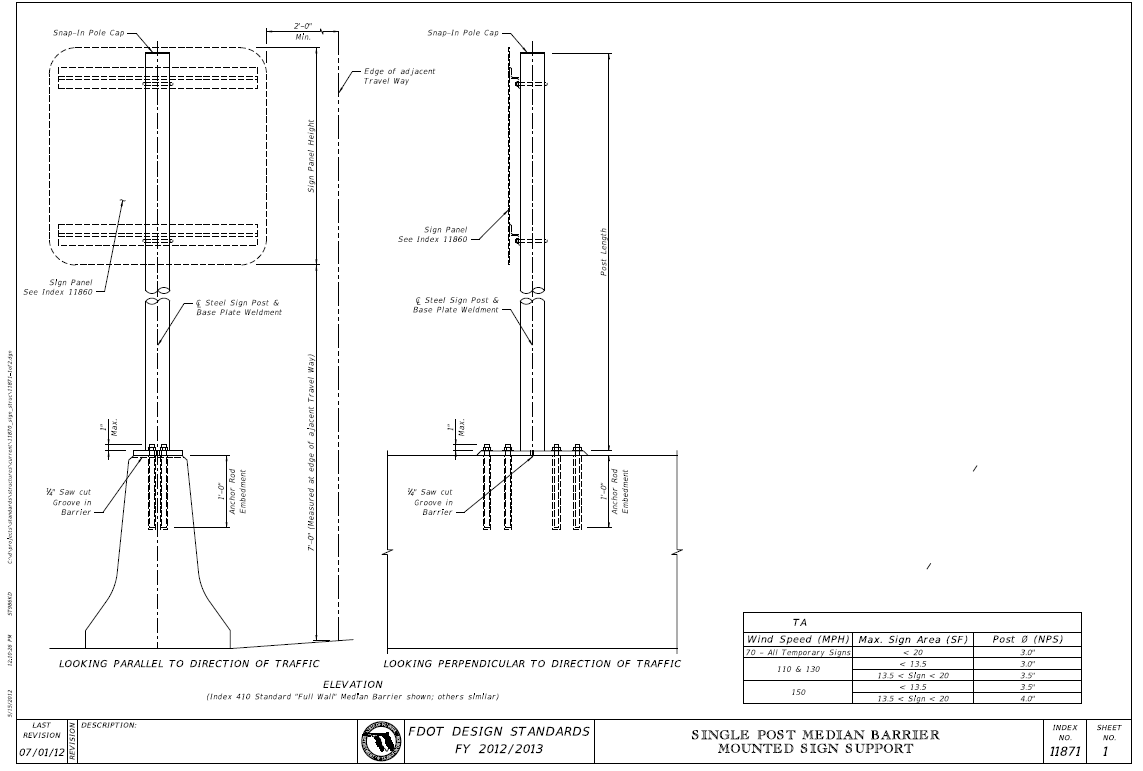 Snap-In Pole Cap
2'-0"
Min.
Edge of adjacent
Travel Way
Sign Panel Height
Sign Panel
See Index 11860
℄ Steel Sign Post &
Base Plate Weldment
7'-0" (Measured at edge of ajacent Travel Way)
1"
Max.
¼" Saw cut
Groove in
Barrier
1'-0"
Anchor Rod
Embedment
LOOKING PARALLEL TO DIRECTION OF TRAFFIC
Snap-In Pole Cap
Sign Panel
See Index 11860
Post Length
℄ Steel Sign Post &
Base Plate Weldment
1"
Max.
¼" Saw cut
Groove in
Barrier
1'-0"
Anchor Rod
Embedment
LOOKING PERPENDICULAR TO DIRECTION OF TRAFFIC
ELEVATION
(Index 410 Standard "Full Wall" Median Barrier shown; others similar)
TA
Wind Speed (MPH) Max. Sign Area (SF) Post Ø (NPS)
70 - All Temporary Signs < 20 3.0"
110 & 130 < 13.5 3.0"
13.5 < Sign < 20 3.5"
150 < 13.5 3.5"
13.5 < Sign < 20 4.0"
5/15/2012 12:10:28 PM
LAST
REVISION
07/01/12
REVISION
DESCRIPTION:
FDOT DESIGN STANDARDS
FY 2012/2013
SINGLE POST MEDIAN BARRIER
MOUNTED SIGN SUPPORT
INDEX
NO.
11871
SHEET
NO.
1